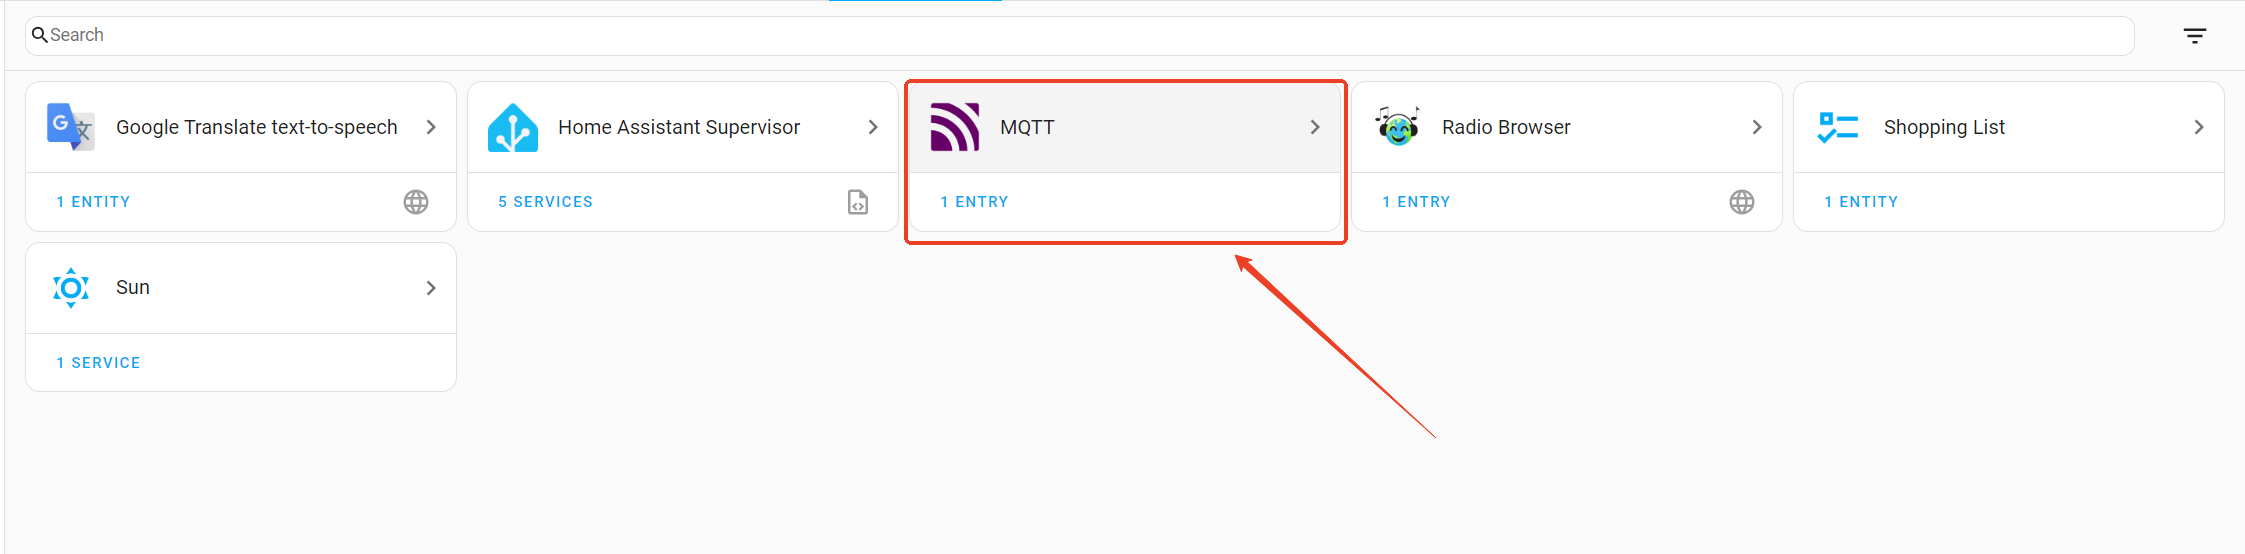 Search
Google Translate text-to-speech
1 ENTITY
Home Assistant Supervisor
5 SERVICES
MQTT
1 ENTRY
Radio Browser
1 ENTRY
Shopping List
1 ENTITY
Sun
1 SERVICE